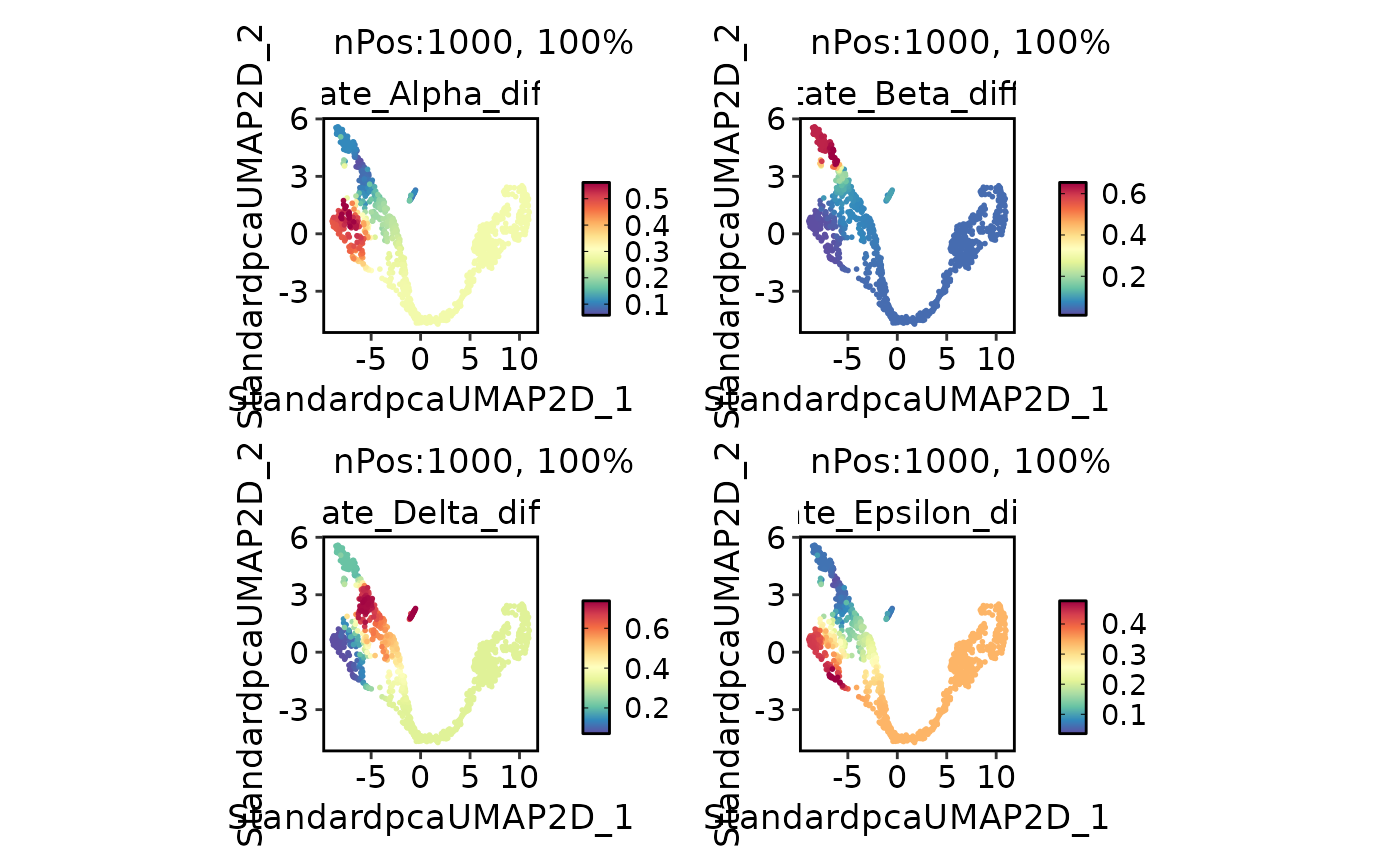 nPos:1000, 100%
ate_Alpha_dif
StandardpcaUMAP2D_2
6
3
0
-3
-5 0 5 10
StandardpcaUMAP2D_1
0.5
0.4
0.3
0.2
0.1
nPos:1000, 100%
ate_Beta_diff
StandardpcaUMAP2D_2
6
3
0
-3
-5 0 5 10
StandardpcaUMAP2D_1
0.6
0.4
0.2
nPos:1000, 100%
ate_Delta_dif
StandardpcaUMAP2D_2
6
3
0
-3
-5 0 5 10
StandardpcaUMAP2D_1
0.6
0.4
0.2
nPos:1000, 100%
te_Epsilon_di
StandardpcaUMAP2D_2
6
3
0
-3
-5 0 5 10
StandardpcaUMAP2D_1
0.4
0.3
0.2
0.1